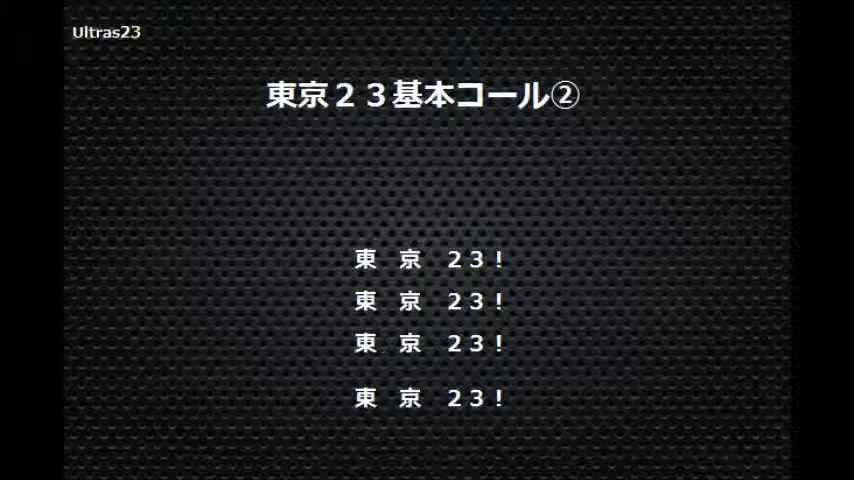 Ultras23
東京２３基本コール②
東　京　２３！
東　京　２３！
東　京　２３！
東　京　２３！